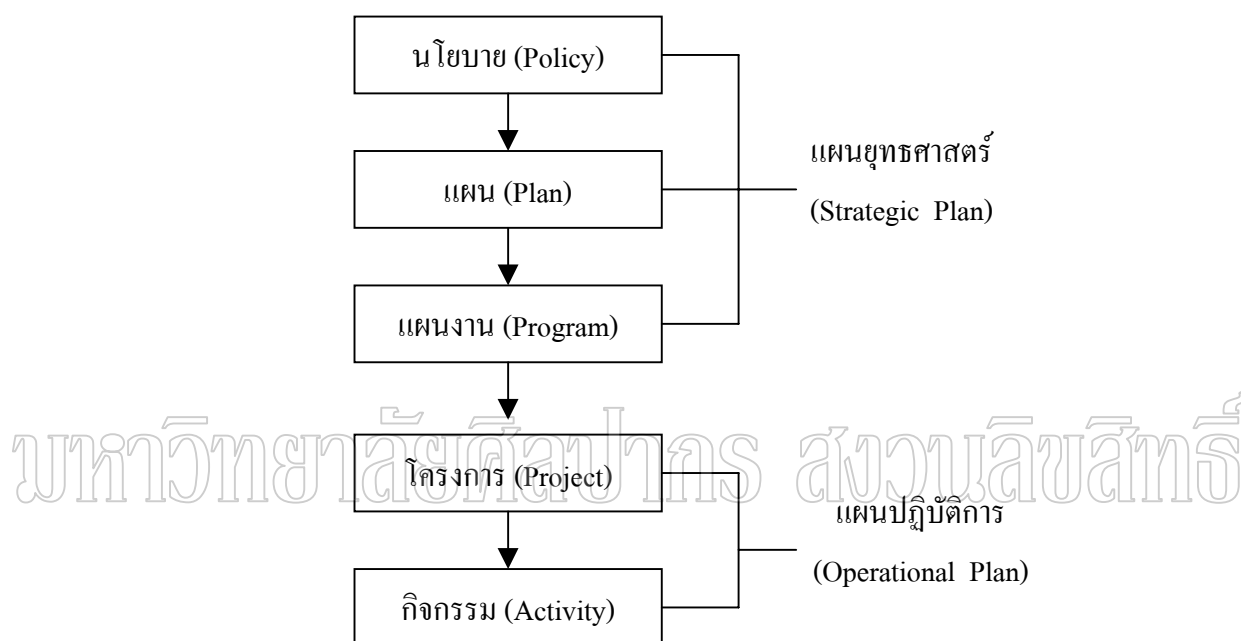 นโยบาย (Policy)
แผน (Plan)
แผนยุทธศาสตร์
(Strategic Plan)
แผนงาน (Program)
มหาวิทยาลัยศิลปากร สงวนลิขสิทธิ์
โครงการ (Project)
แผนปฏิบัติการ
(Operational Plan)
กิจกรรม (Activity)